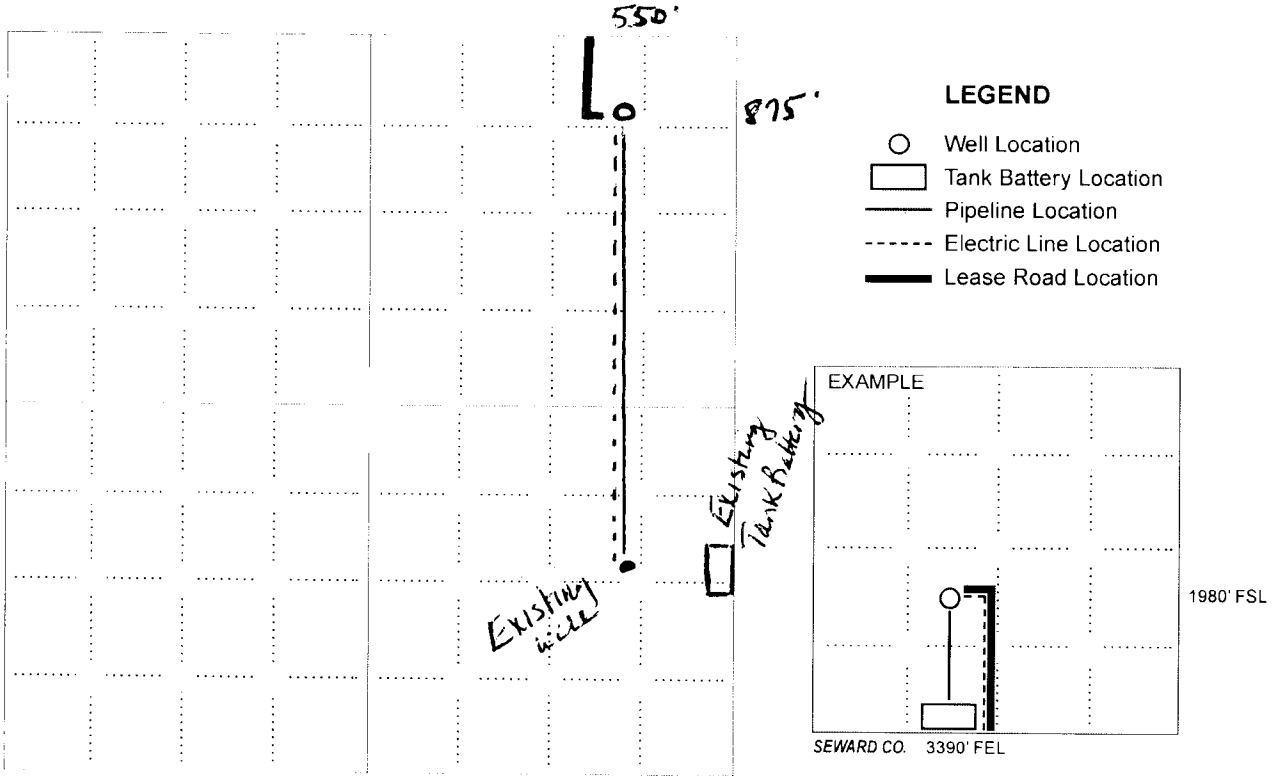 550'
875'
LEGEND
Well Location
Tank Battery Location
Pipeline Location
Electric Line Location
Lease Road Location
EXAMPLE
Existing
Tank Battery
Existing
well
1980' FSL
SEWARD CO. 3390' FEL